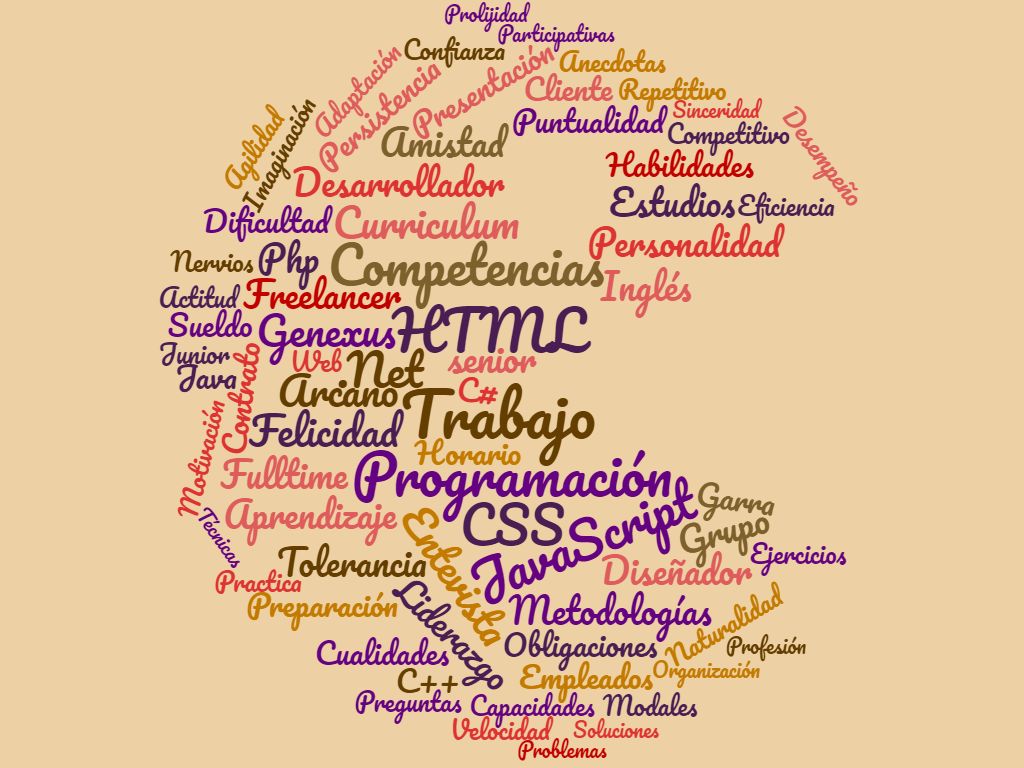 Prolijidad
Participativas
Confianza
Adaptación
Persistencia
Presentación
Anecdotas
Cliente
Repetitivo
Sinceridad
Agilidad
Imaginación
Amistad
Puntualidad
Competitivo
Desempeño
Habilidades
Desarrollador
Estudios
Eficiencia
Dificultad
Curriculum
Personalidad
Nervios
Php
Competencias
Inglés
Actitud
Freelancer
Sueldo
Genexus
HTML
Junior
Java
Contrato
Web
Net
senior
Arcano
C#
Trabajo
Motivación
Felicidad
Horario
Fulltime
Programación
Técnicas
Aprendizaje
Entevista
CSS
JavaScript
Garra
Grupo
Ejercicios
Tolerancia
Practica
Diseñador
Preparación
Liderazgo
Metodologías
Naturalidad
Cualidades
Obligaciones
Profesión
C++
Empleados
Organización
Preguntas
Capacidades
Modales
Velocidad
Soluciones
Problemas